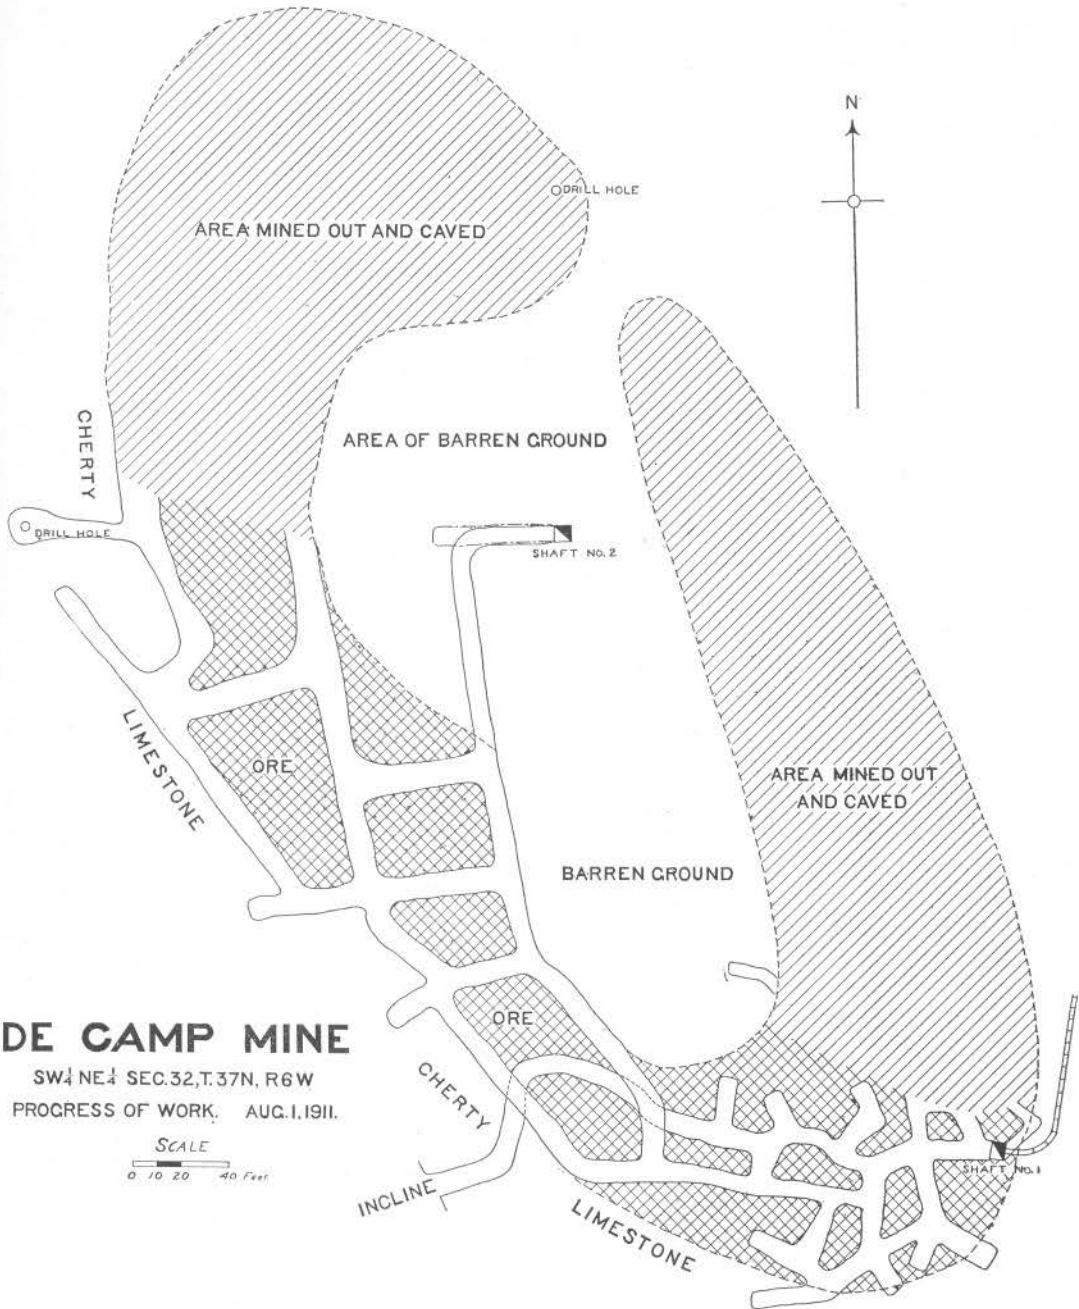 N
DRILL HOLE
AREA MINED OUT AND CAVED
CHERTY
AREA OF BARREN GROUND
DRILL HOLE
SHAFT NO. 2
LIMESTONE
ORE
AREA MINED OUT
AND CAVED
BARREN GROUND
ORE
DE CAMP MINE
SW¼ NE¼ SEC.32,T.37N, R6W
PROGRESS OF WORK. AUG.1,1911.
SCALE
0 10 20 40 Feet
CHERTY
INCLINE
LIMESTONE
SHAFT NO.1